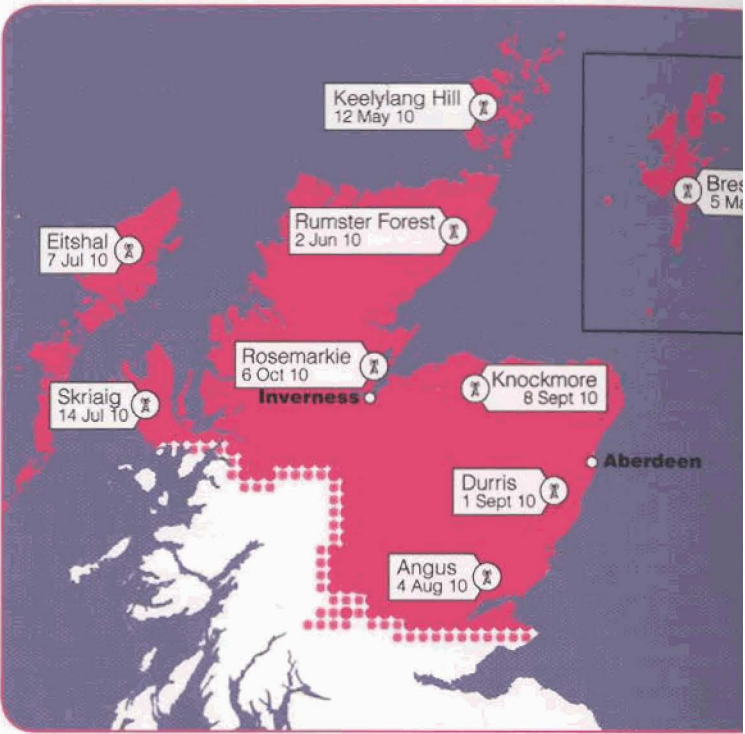 Keelylang Hill
12 May 10
Rumster Forest
2 Jun 10
Eitshal
7 Jul 10
Rosemarkie
6 Oct 10
Inverness
Skriaig
14 Jul 10
Knockmore
8 Sept 10
Aberdeen
Durris
1 Sept 10
Angus
4 Aug 10
5